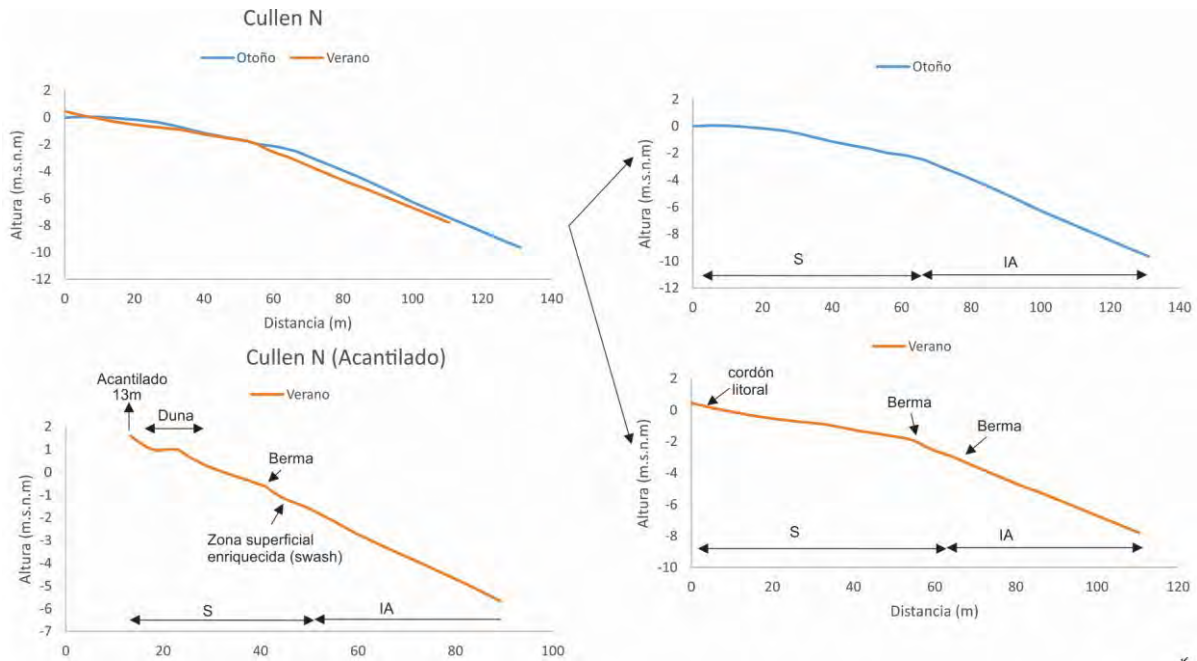 Cullen N
Otoño Verano
Altura (m.s.n.m)
2
0
-2
-4
-6
-8
-10
-12
0 20 40 60 80 100 120 140
Distancia (m)
Otoño
Altura (m.s.n.m)
2
0
-2
-4
-6
-8
-10
-12
S IA
0 20 40 60 80 100 120 140
Cullen N (Acantilado)
Verano
Acantilado
13m
Duna
Berma
Zona superficial
enriquecida (swash)
Altura (m.s.n.m)
2
1
0
-1
-2
-3
-4
-5
-6
-7
S IA
0 20 40 60 80 100
Verano
cordón
litoral
Berma
Berma
Altura (m.s.n.m)
2
0
-2
-4
-6
-8
-10
S IA
0 20 40 60 80 100 120
Distancia (m)